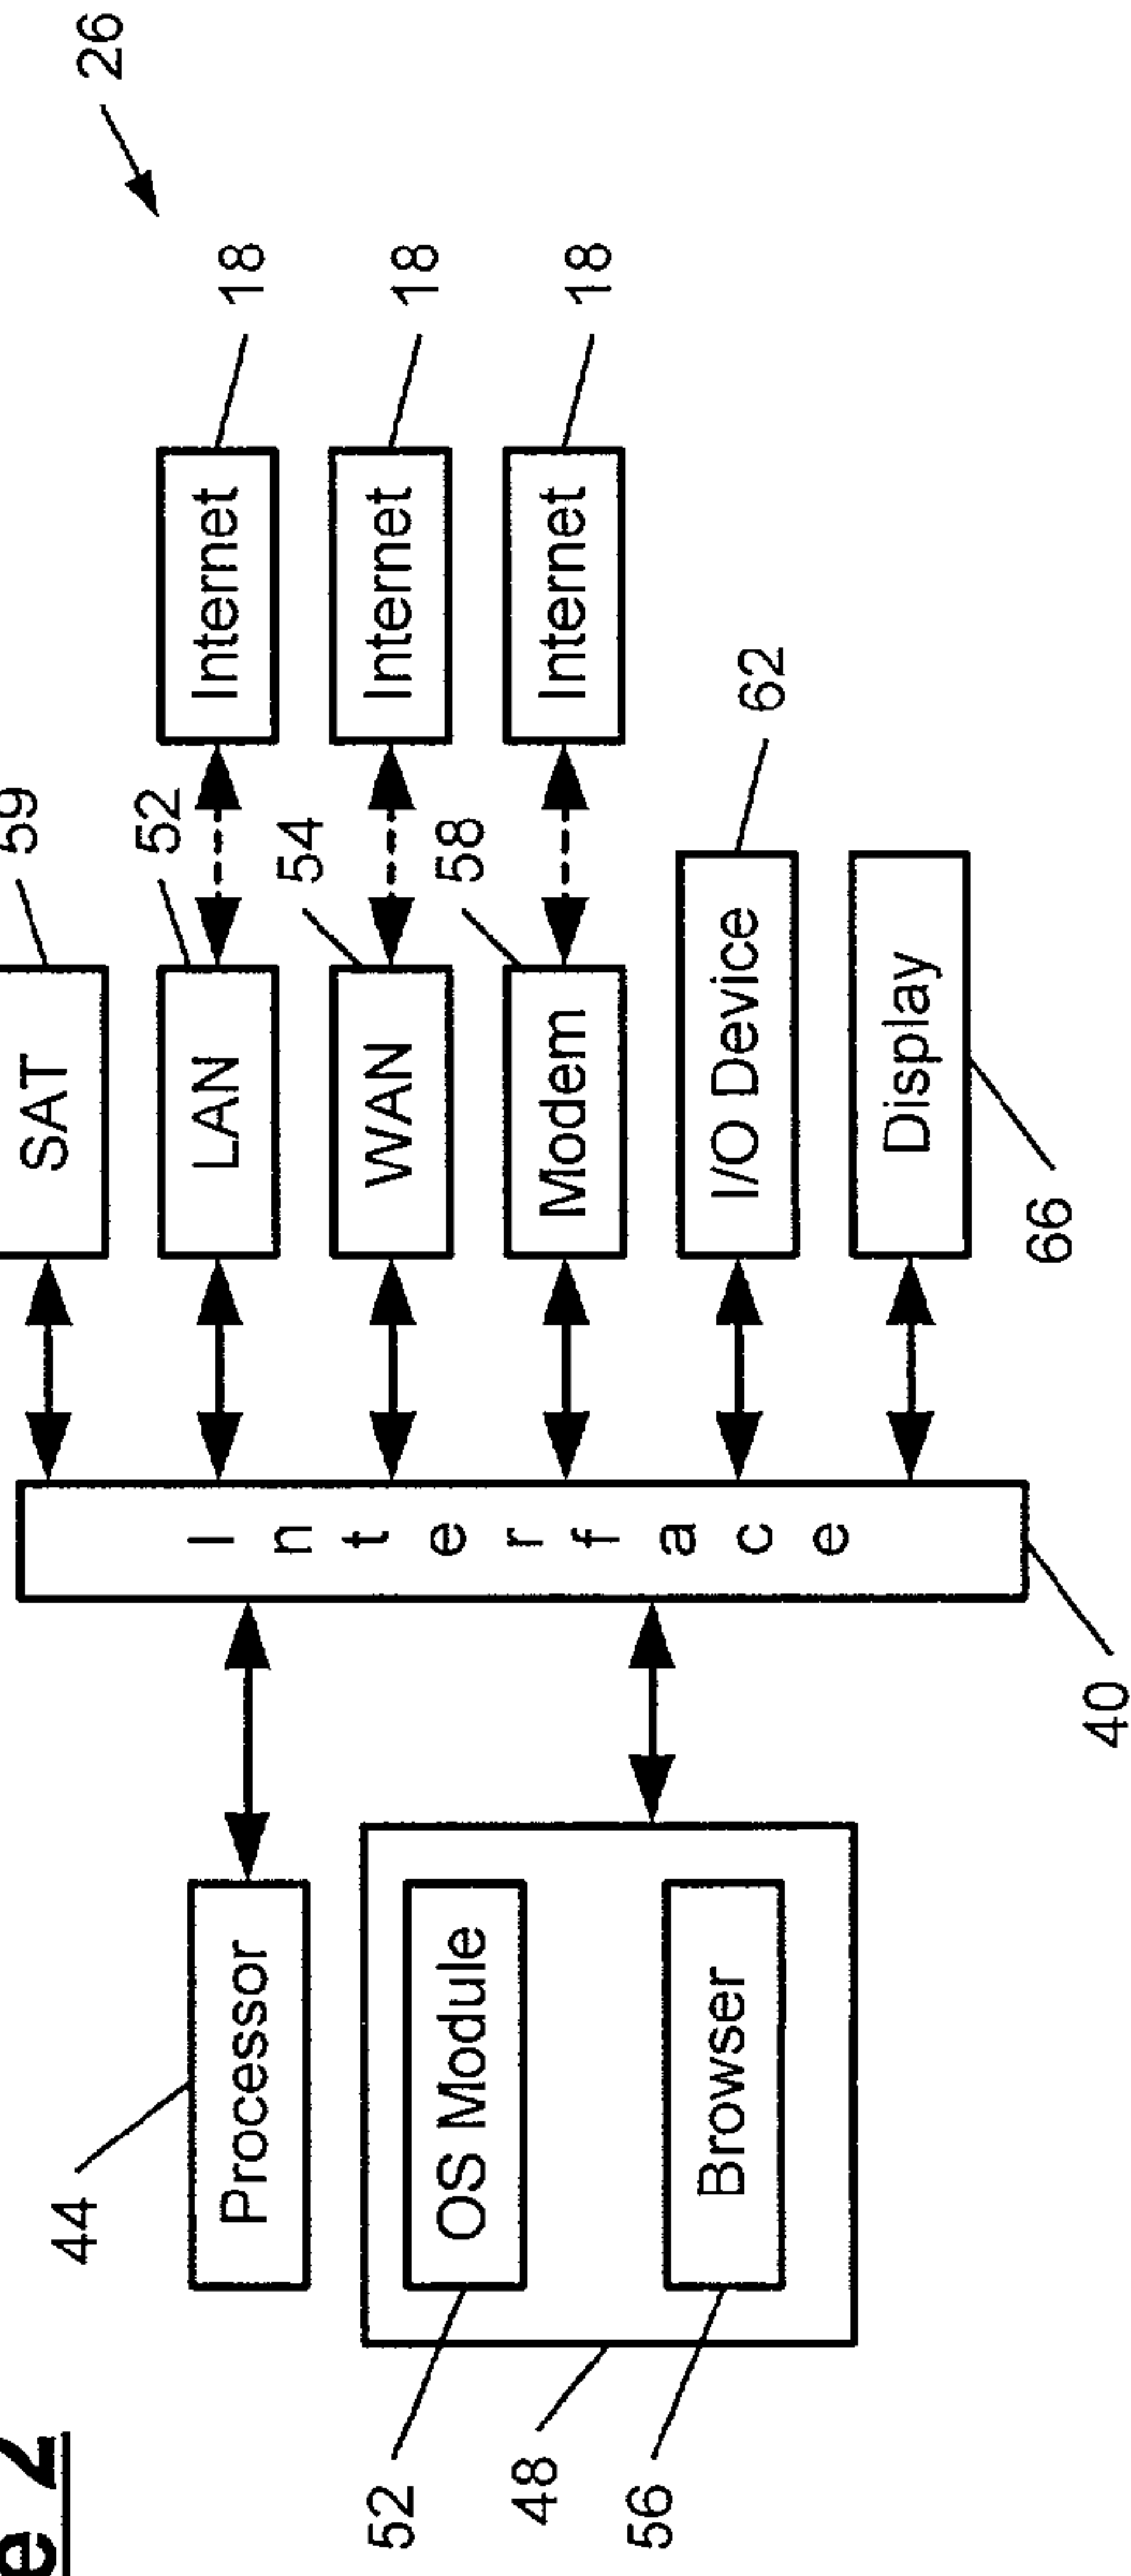 e 2
59
SAT
44
26
52
Processor
LAN
Internet
18
54
52
OS Module
WAN
Internet
18
58
48
Modem
Internet
18
56
Browser
I
n
t
e
r
f
a
c
e
I/O Device
62
Display
66
40